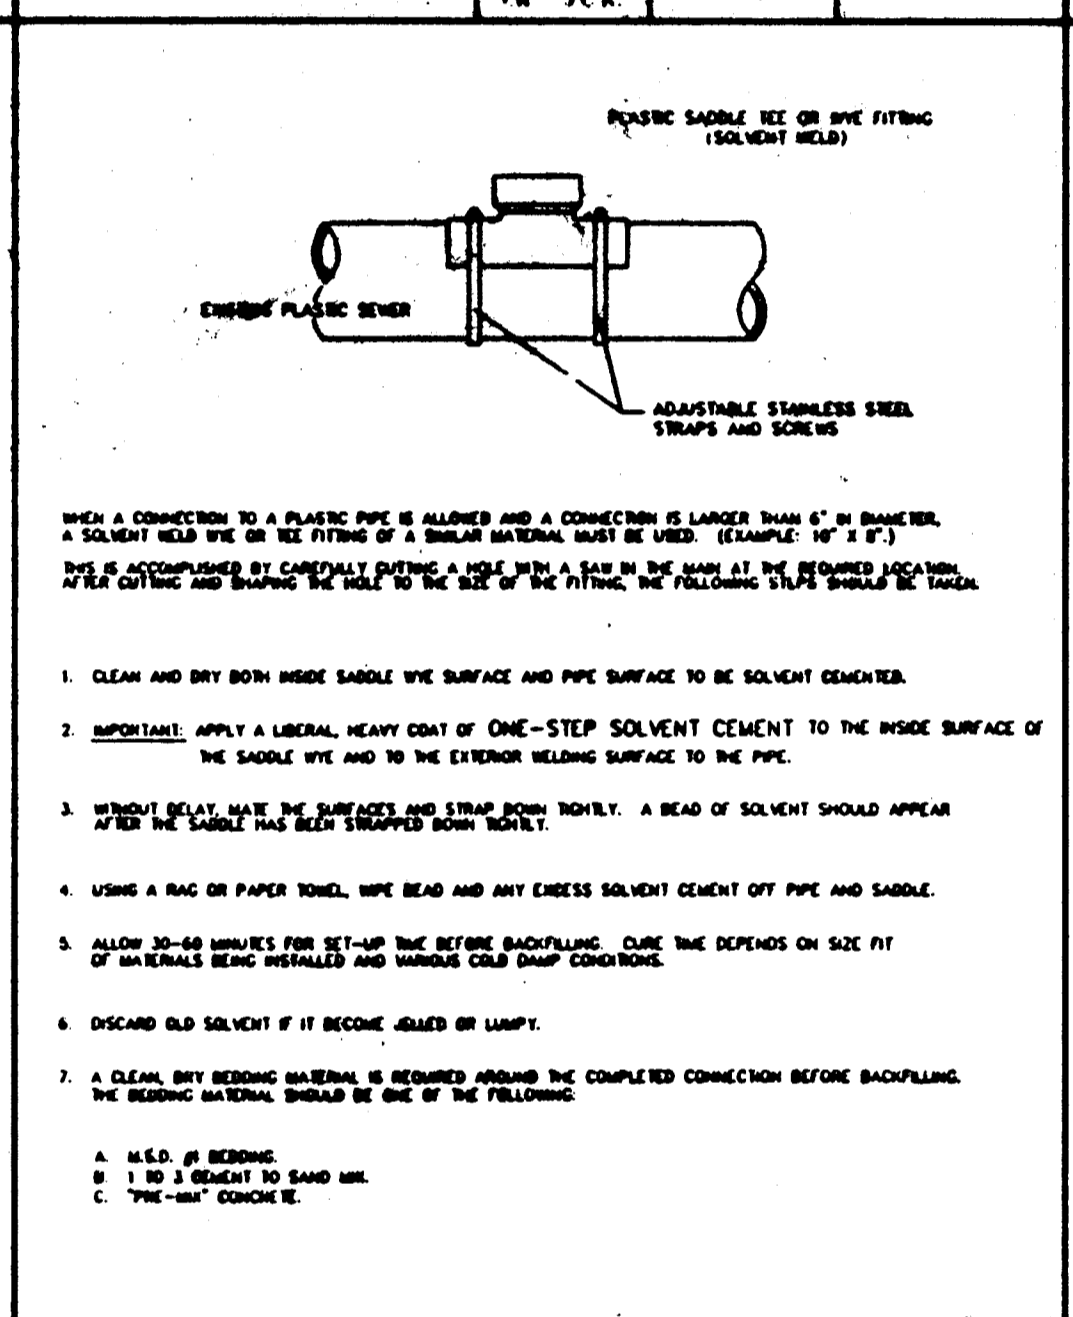 PLASTIC SADDLE TEE OR WYE FITTING
(SOLVENT WELD)
EXISTING PLASTIC SEWER
ADJUSTABLE STAINLESS STEEL
STRAPS AND SCREWS
WHEN A CONNECTION TO A PLASTIC PIPE IS ALLOWED AND A CONNECTION IS LARGER THAN 6" IN DIAMETER,
A SOLVENT WELD WYE OR TEE FITTING OF A SIMILAR MATERIAL MUST BE USED. (EXAMPLE: 10" X 8".)
THIS IS ACCOMPLISHED BY CAREFULLY CUTTING A HOLE WITH A SAW IN THE MAIN AT THE REQUIRED LOCATION.
AFTER CUTTING AND SHAPING THE HOLE TO THE SIZE OF THE FITTING, THE FOLLOWING STEPS SHOULD BE TAKEN.
1. CLEAN AND DRY BOTH INSIDE SADDLE WYE SURFACE AND PIPE SURFACE TO BE SOLVENT CEMENTED.
2. IMPORTANT: APPLY A LIBERAL, HEAVY COAT OF ONE-STEP SOLVENT CEMENT TO THE INSIDE SURFACE OF
THE SADDLE WYE AND TO THE EXTERIOR WELDING SURFACE TO THE PIPE.
3. WITHOUT DELAY, MATE THE SURFACES AND STRAP DOWN TIGHTLY. A BEAD OF SOLVENT SHOULD APPEAR
AFTER THE SADDLE HAS BEEN STRAPPED DOWN TIGHTLY.
4. USING A RAG OR PAPER TOWEL, WIPE BEAD AND ANY EXCESS SOLVENT CEMENT OFF PIPE AND SADDLE.
5. ALLOW 30-60 MINUTES FOR SET-UP TIME BEFORE BACKFILLING. CURE TIME DEPENDS ON SIZE FIT
OF MATERIALS BEING INSTALLED AND VARIOUS COLD DAMP CONDITIONS.
6. DISCARD OLD SOLVENT IF IT BECOME JELLED OR LUMPY.
7. A CLEAN, DRY BEDDING MATERIAL IS REQUIRED AROUND THE COMPLETED CONNECTION BEFORE BACKFILLING.
THE BEDDING MATERIAL SHOULD BE ONE OF THE FOLLOWING:
A. M.S.D. BEDDING.
B. 1 TO 3 CEMENT TO SAND MIX.
C. "PRE-MIX" CONCRETE.